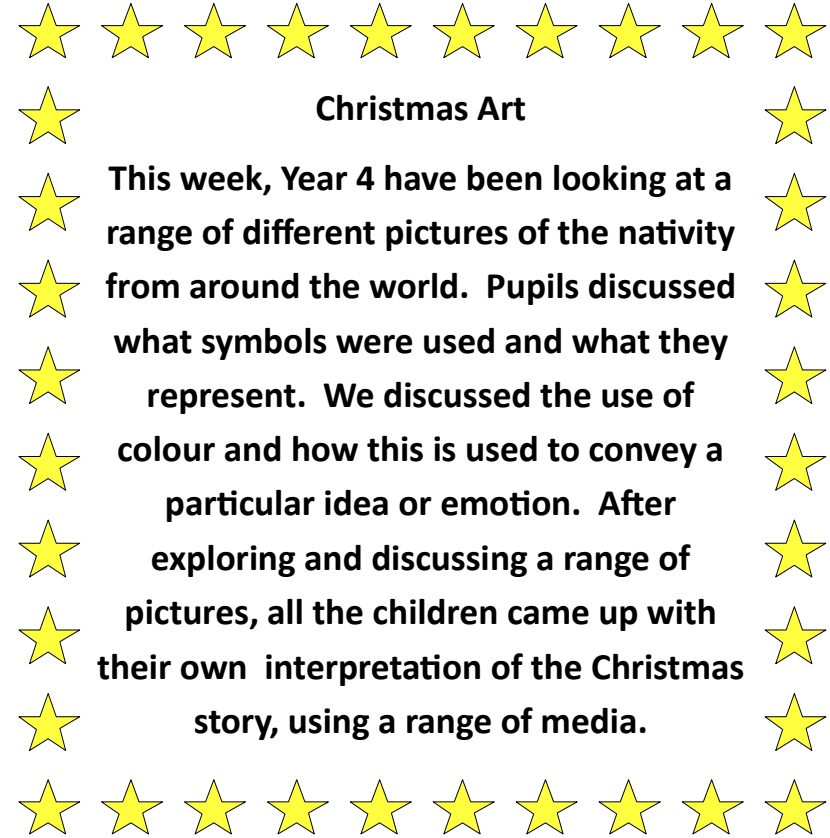 Christmas Art
This week, Year 4 have been looking at a
range of different pictures of the nativity
from around the world.  Pupils discussed
what symbols were used and what they
represent.  We discussed the use of
colour and how this is used to convey a
particular idea or emotion.  After
exploring and discussing a range of
pictures, all the children came up with
their own  interpretation of the Christmas
story, using a range of media.